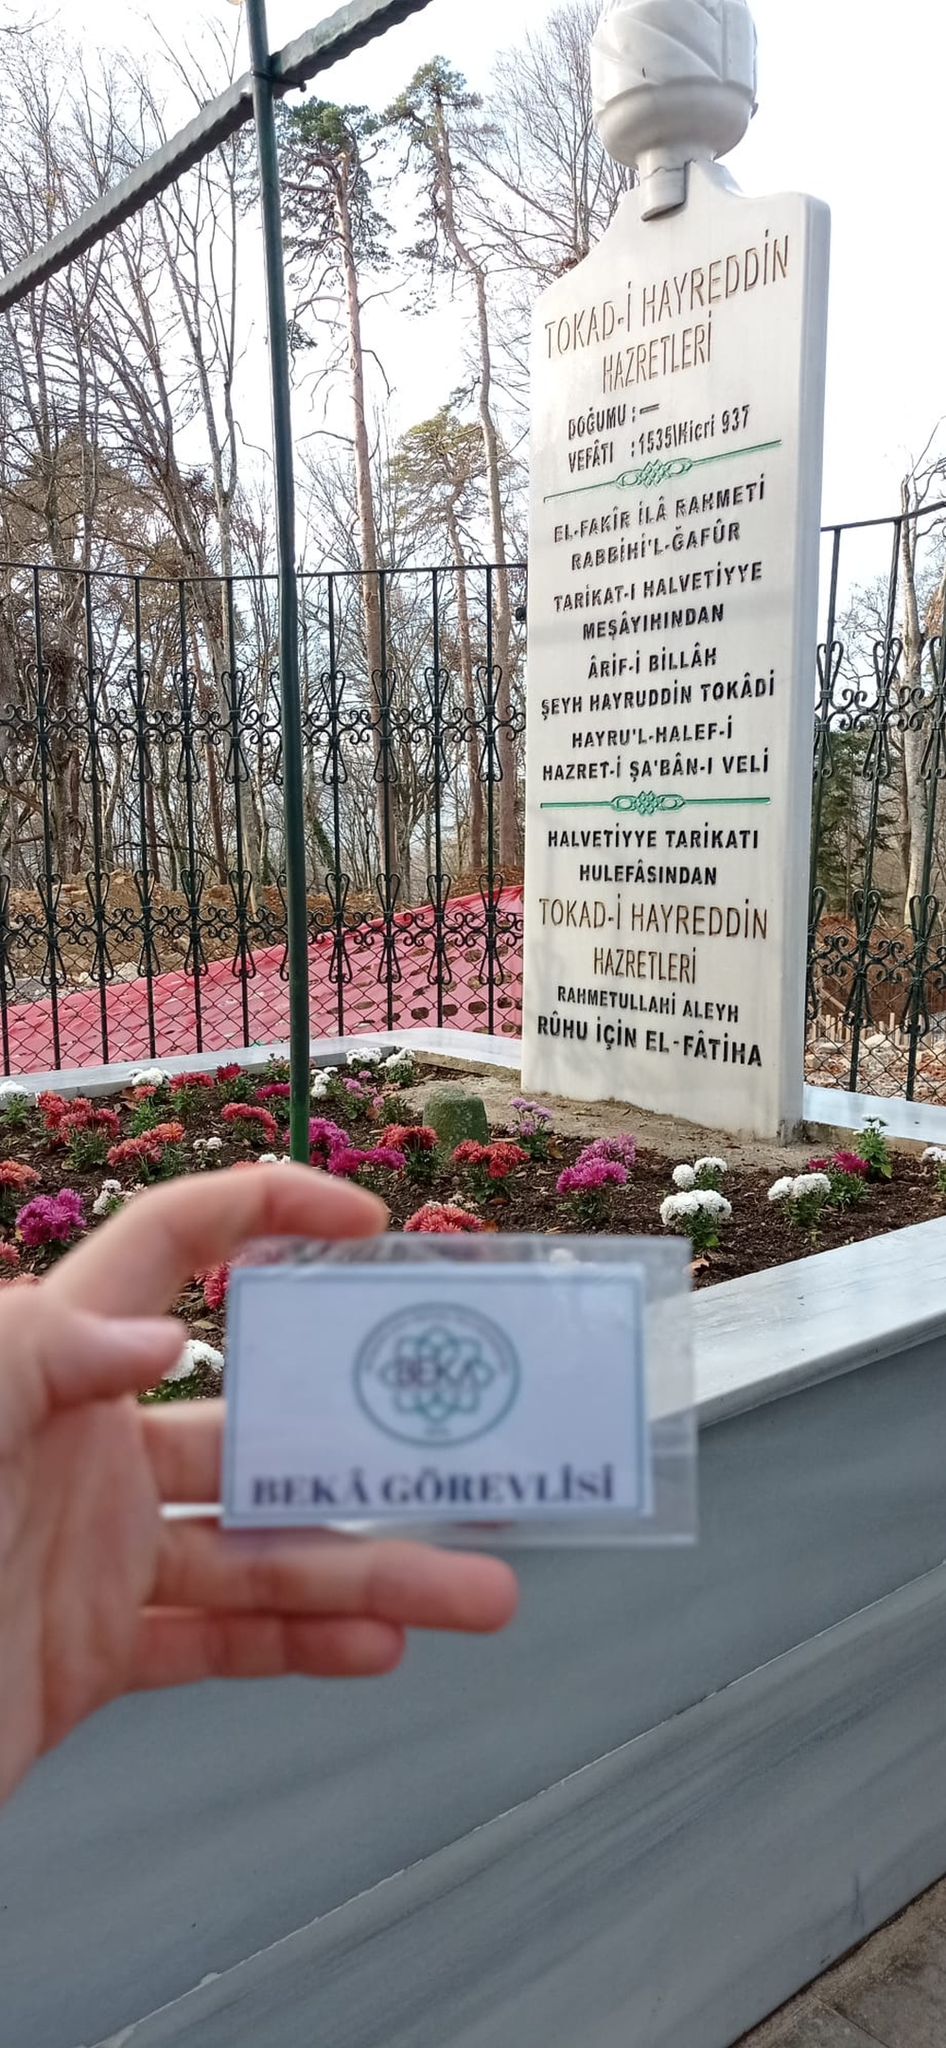 TOKAD-İ HAYREDDİN
HAZRETLERİ
DOĞUMU : —
VEFÂTI : 1535\Hicri 937
EL-FAKÎR İLÂ RAHMETİ
RABBİHİ'L-ĞAFÛR
TARİKAT-I HALVETİYYE
MEŞÂYIHINDAN
ÂRİF-İ BİLLÂH
ŞEYH HAYRUDDİN TOKÂDİ
HAYRU'L-HALEF-İ
HAZRET-İ ŞA'BÂN-I VELİ
HALVETİYYE TARİKATI
HULEFÂSINDAN
TOKAD-İ HAYREDDİN
HAZRETLERİ
RAHMETULLAHİ ALEYH
RÛHU İÇİN EL-FÂTİHA
BEKA
BEKÂ GÖREVLİSİ